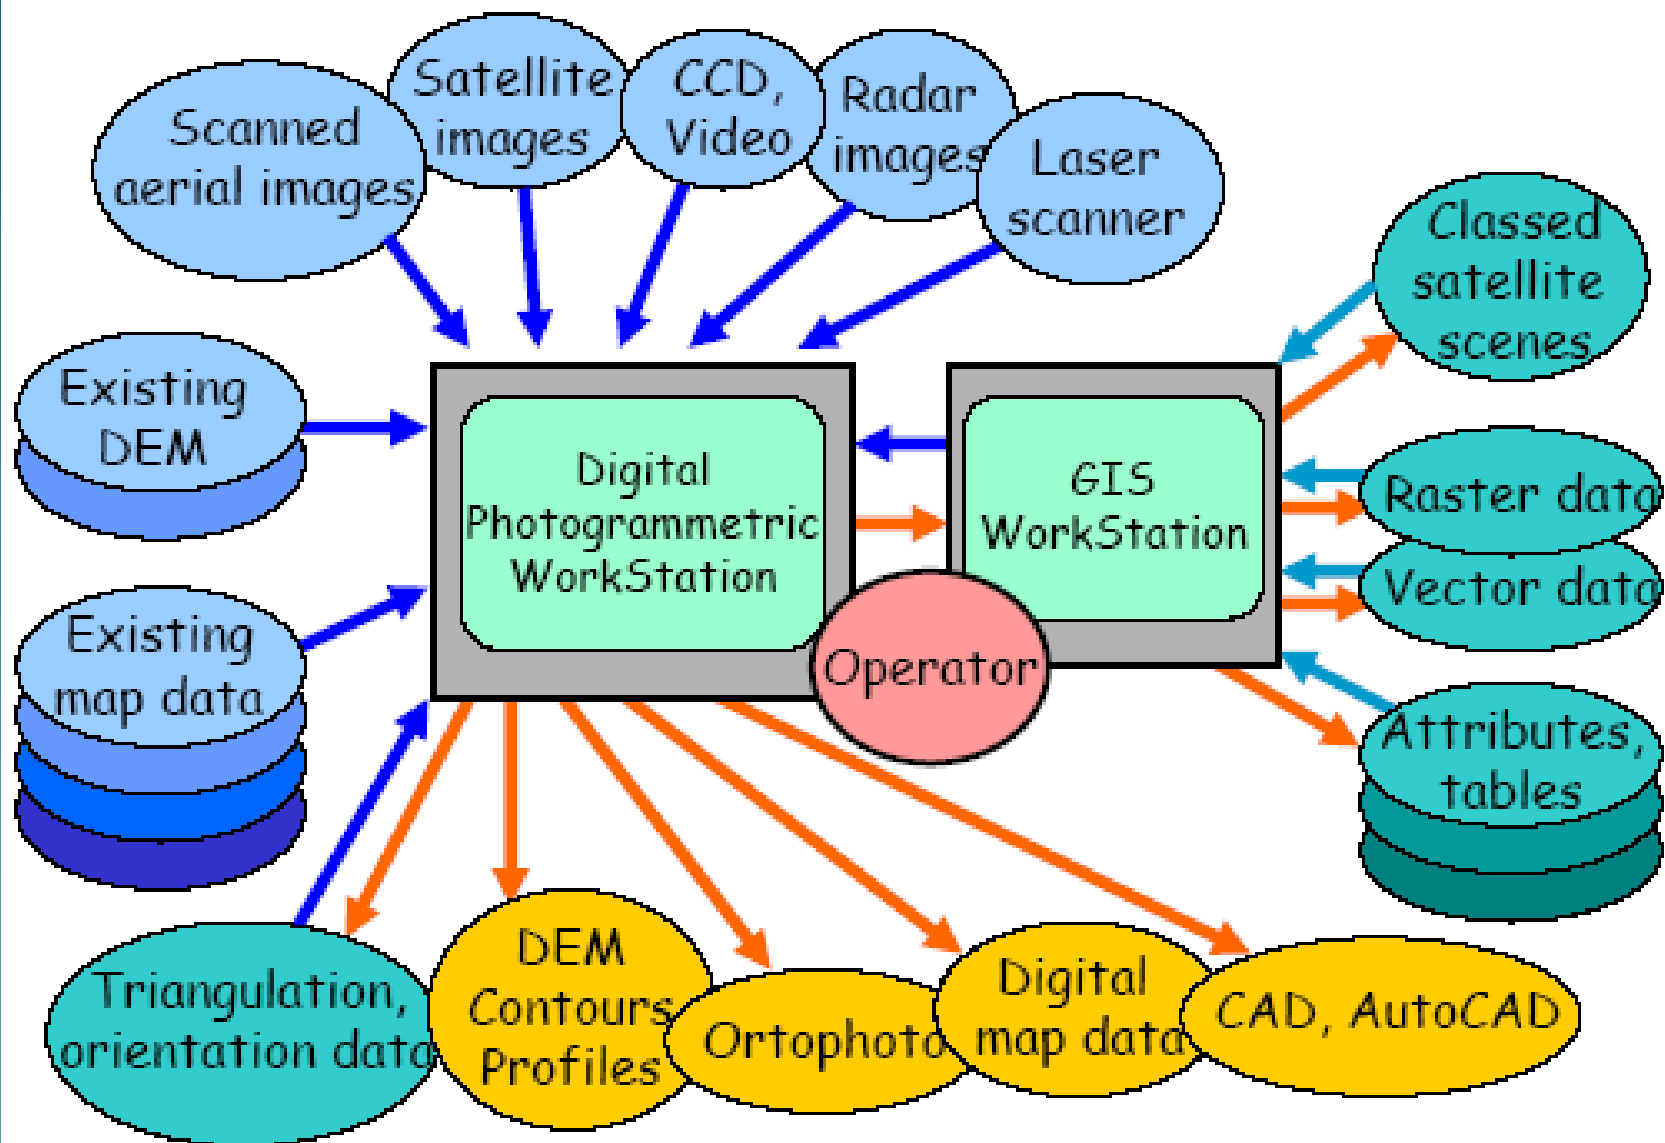 Scanned
aerial images
Satellite
images
CCD,
Video
Radar
images
Laser
scanner
Classed
satellite
scenes
Existing
DEM
Digital
Photogrammetric
WorkStation
GIS
WorkStation
Raster data
Vector data
Existing
map data
Operator
Attributes,
tables
Triangulation,
orientation data
DEM
Contours
Profiles
Ortophoto
Digital
map data
CAD, AutoCAD